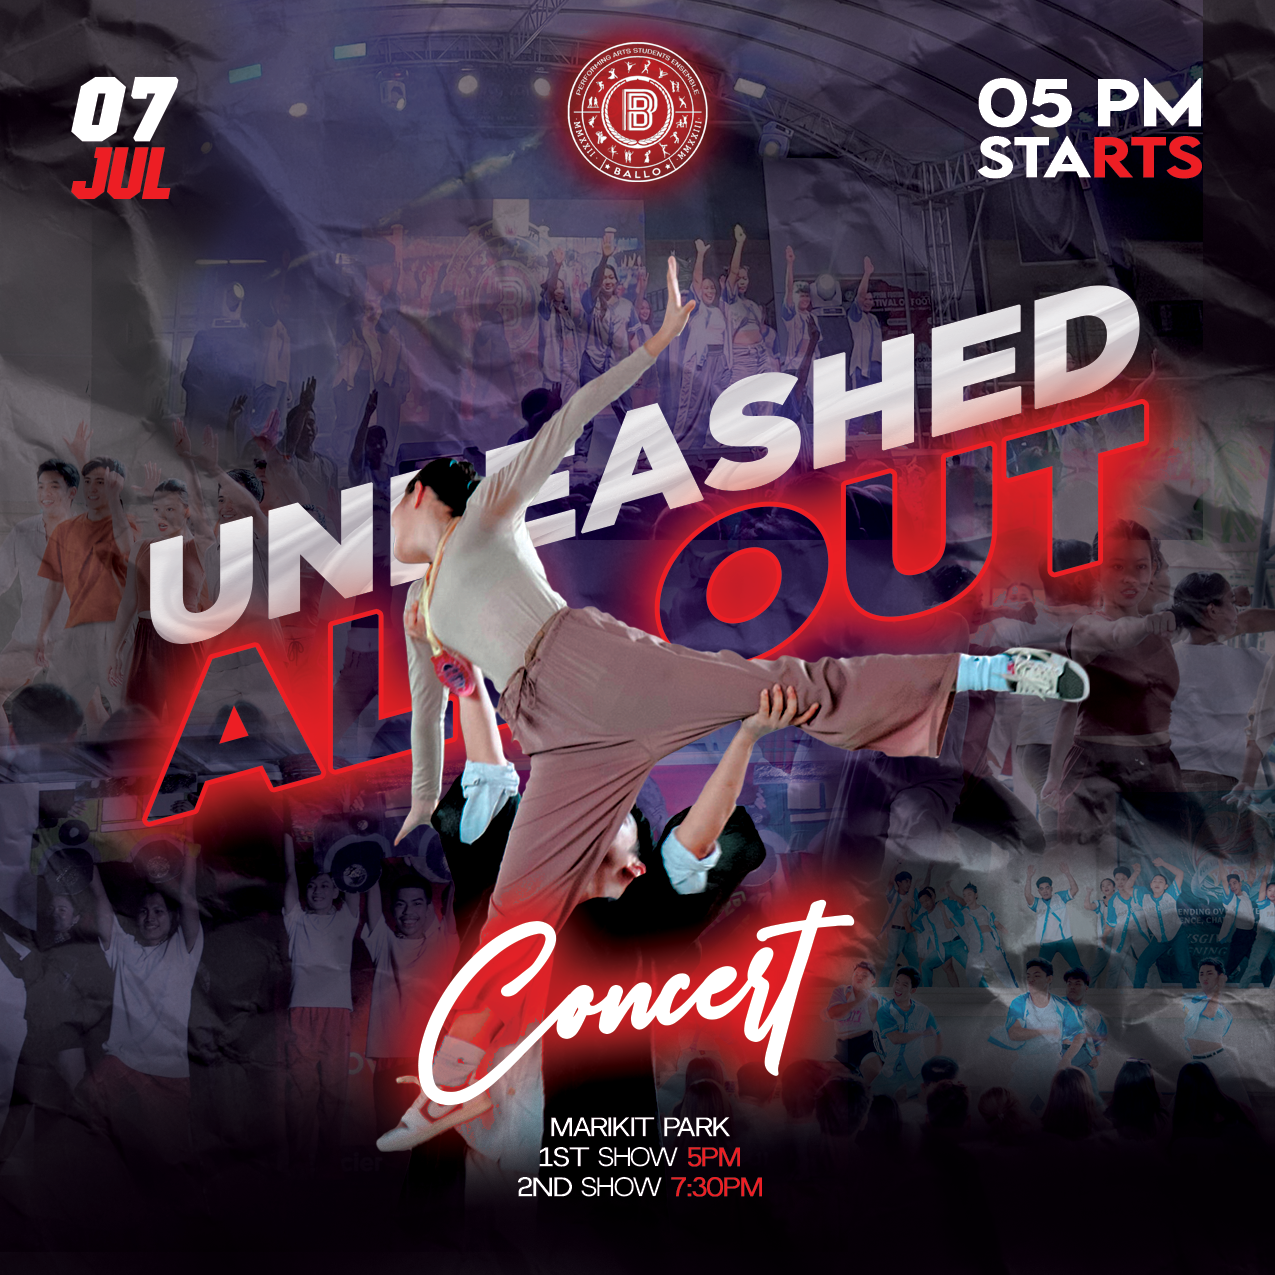 07
JUL
PERFORMING ARTS STUDENTS ENSEMBLE
B
MMXXII
MMXXIII
BALLO
05 PM
STARTS
UNLEASHED
ALL OUT
Concert
MARIKIT PARK
1ST SHOW 5PM
2ND SHOW 7:30PM